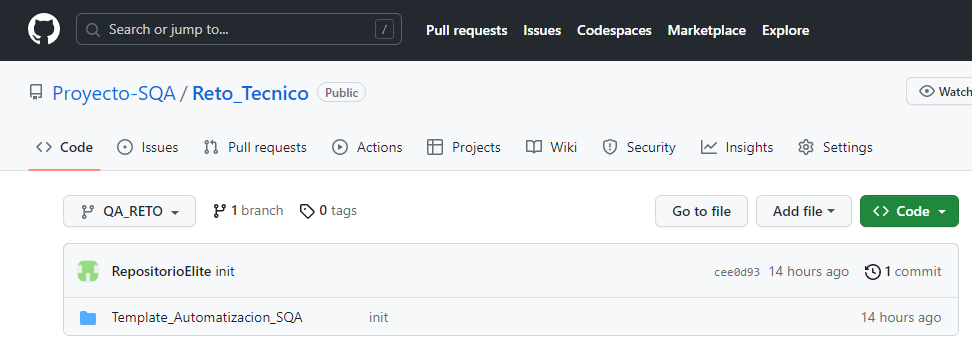 Search or jump to... /
Pull requests Issues Codespaces Marketplace Explore
Proyecto-SQA / Reto_Tecnico Public
Watch
Code Issues Pull requests Actions Projects Wiki Security Insights Settings
QA_RETO 1 branch 0 tags Go to file Add file Code
RepositorioElite init cee0d93 14 hours ago 1 commit
Template_Automatizacion_SQA init 14 hours ago